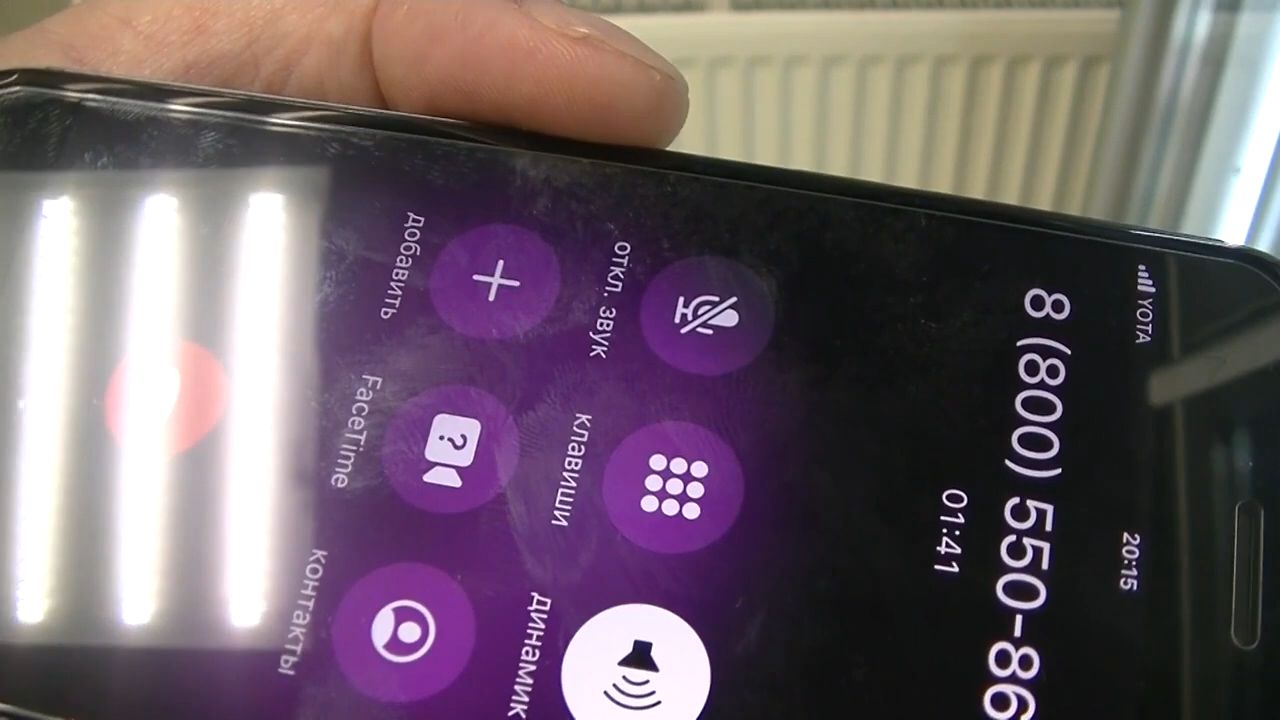 YOTA 20:15
8 (800) 550-86
01:41
откл. звук клавиши динамик
добавить FaceTime контакты